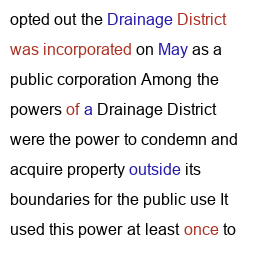 opted out the Drainage District
was incorporated on May as a
public corporation Among the
powers of a Drainage District
were the power to condemn and
acquire property outside its
boundaries for the public use It
used this power at least once to